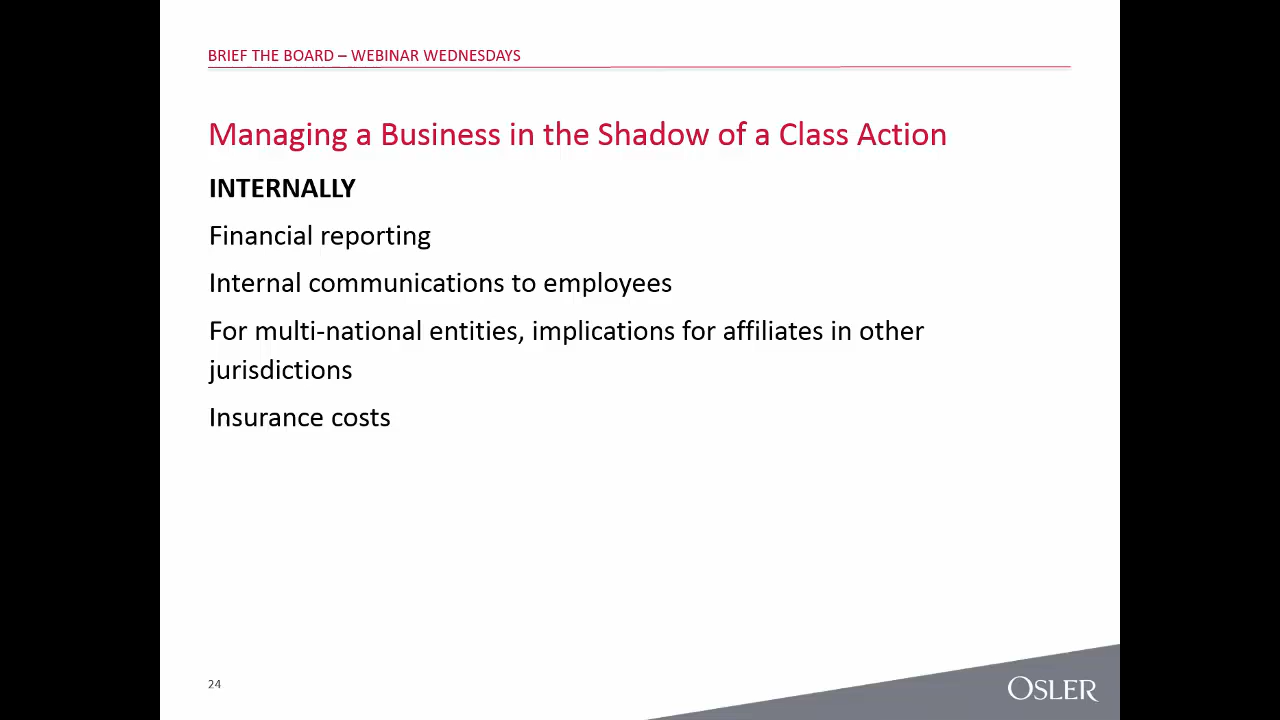 BRIEF THE BOARD – WEBINAR WEDNESDAYS
Managing a Business in the Shadow of a Class Action
INTERNALLY
Financial reporting
Internal communications to employees
For multi-national entities, implications for affiliates in other
jurisdictions
Insurance costs
24
OSLER